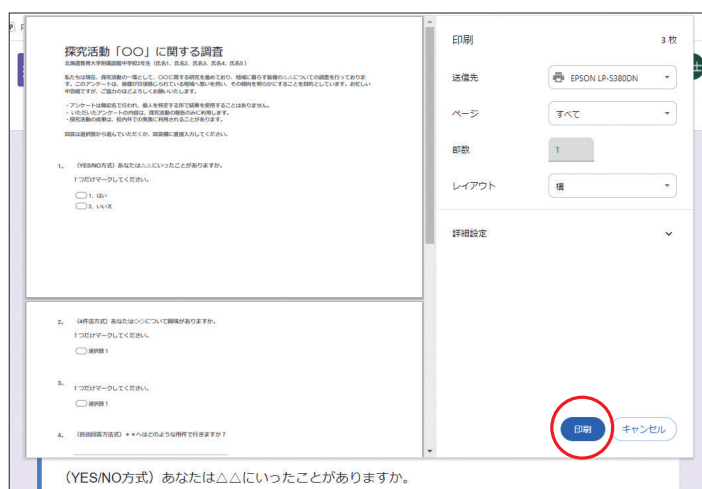 探究活動「〇〇」に関する調査
北海道教育大学附属函館中学校2年生（氏名1、氏名2、氏名3、氏名4、氏名5）
私たちは現在、探究活動の一環として、〇〇に関する研究を進めており、地域に暮らす皆様の△△についての調査を行っておりま
す。このアンケートは、皆様が日頃感じられている地域へ思いを伺い、その傾向を明らかにすることを目的としています。お忙しい
中恐縮ですが、ご協力のほどよろしくお願いいたします。
・アンケートは無記名で行われ、個人を特定する形で結果を使用することはありません。
・いただいたアンケートの内容は、探究活動の報告のみに利用します。
・探究活動の成果は、校内外での発表に利用されることがあります。
回答は選択肢から選んでいただくか、回答欄に直接入力してください。
1. （YES/NO方式）あなたは△△にいったことがありますか。
1つだけマークしてください。
1. はい
2. いいえ
2. （4件法方式）あなたは◇◇について興味がありますか。
1つだけマークしてください。
選択肢 1
3.
1つだけマークしてください。
選択肢 1
4. （自由回答方法式）＊＊へはどのような用件で行きますか？
印刷
3 枚
送信先
EPSON LP-S380DN
ページ
すべて
部数
1
レイアウト
横
詳細設定
印刷
キャンセル
（YES/NO方式）あなたは△△にいったことがありますか。